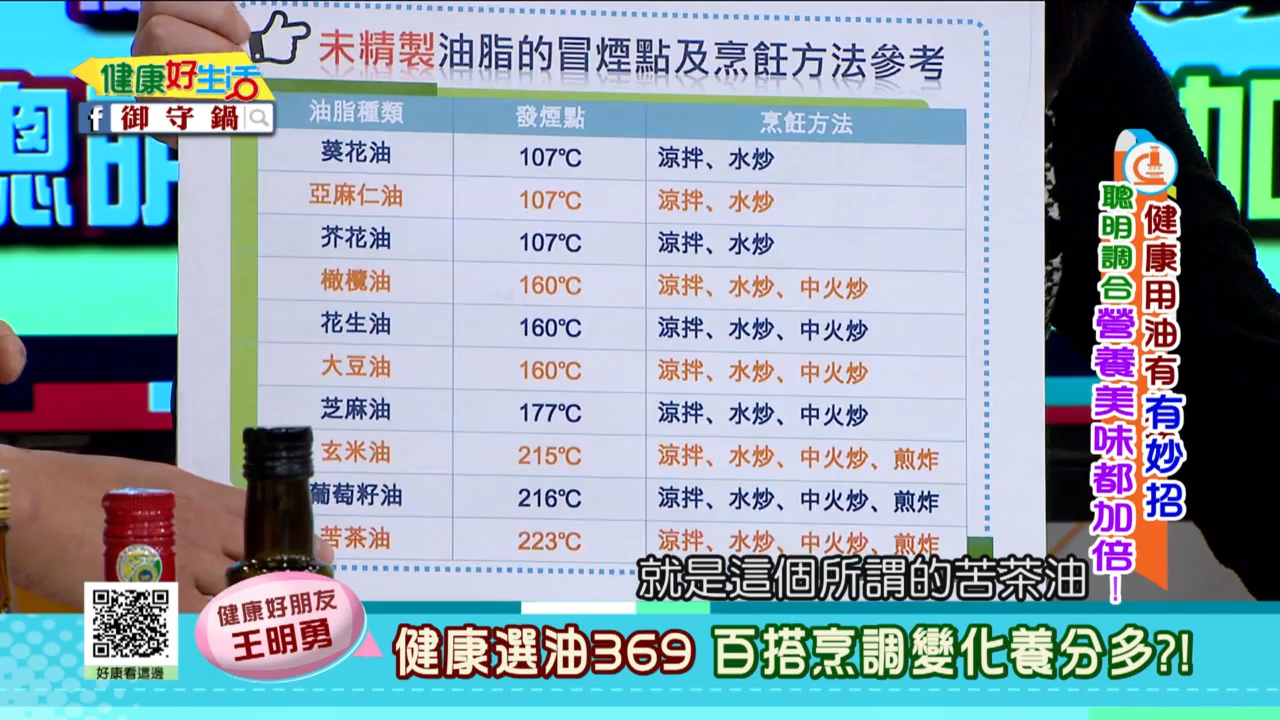 未精製油脂的冒煙點及烹飪方法參考
健康好生活
f 御守鍋
油脂種類 發煙點 烹飪方法
葵花油 107℃ 涼拌、水炒
亞麻仁油 107℃ 涼拌、水炒
芥花油 107℃ 涼拌、水炒
橄欖油 160℃ 涼拌、水炒、中火炒
花生油 160℃ 涼拌、水炒、中火炒
大豆油 160℃ 涼拌、水炒、中火炒
芝麻油 177℃ 涼拌、水炒、中火炒
玄米油 215℃ 涼拌、水炒、中火炒、煎炸
葡萄籽油 216℃ 涼拌、水炒、中火炒、煎炸
苦茶油 223℃ 涼拌、水炒、中火炒、煎炸
聰明
加
健康用油有有妙招
聰明調合營養美味都加倍!
就是這個所謂的苦茶油
好康看這邊
健康好朋友
王明勇
健康選油369 百搭烹調變化養分多?!